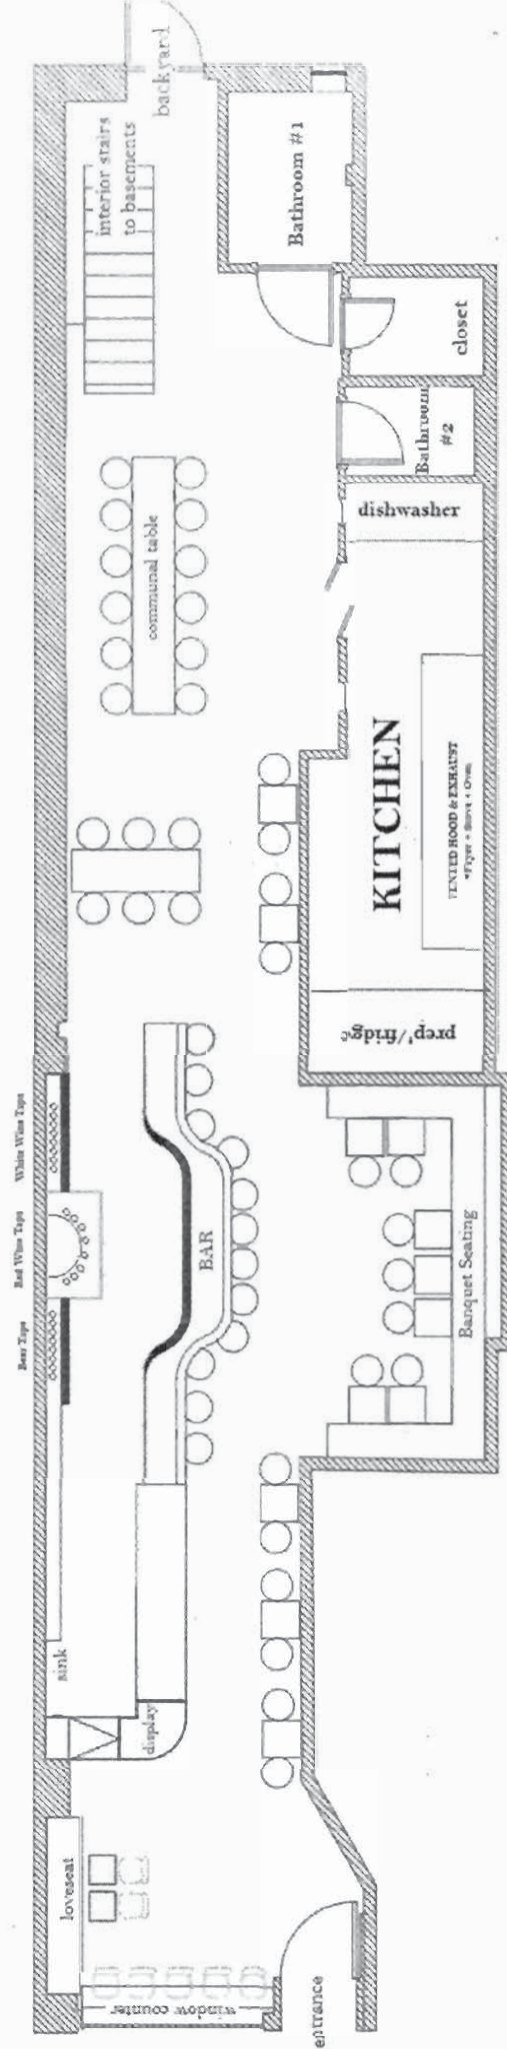 backyard
interior stairs
to basements
Bathroom #1
closet
Bathroom
#2
dishwasher
communal table
KITCHEN
VENTED HOOD & EXHAUST
prep'/fridge
White Wine Taps
Red Wine Taps
Beer Taps
BAR
Banquet Seating
sink
display
loveseat
window counter
entrance